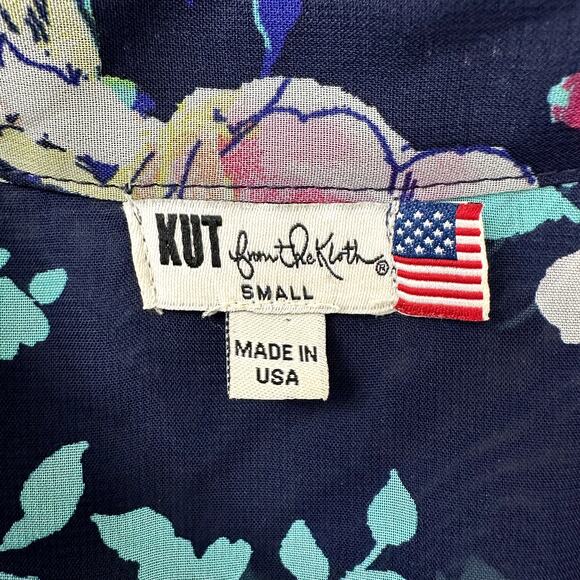 KUT from the Kloth®
SMALL
MADE IN
USA